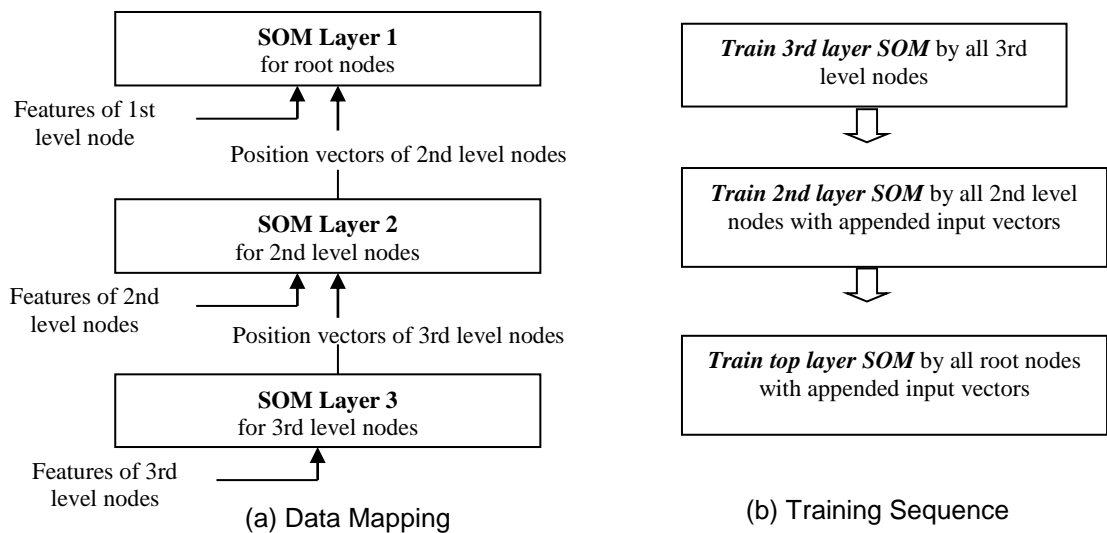 SOM Layer 1
for root nodes
Features of 1st
level node
Position vectors of 2nd level nodes
SOM Layer 2
for 2nd level nodes
Features of 2nd
level nodes
Position vectors of 3rd level nodes
SOM Layer 3
for 3rd level nodes
Features of 3rd
level nodes
(a) Data Mapping
Train 3rd layer SOM by all 3rd
level nodes
Train 2nd layer SOM by all 2nd level
nodes with appended input vectors
Train top layer SOM by all root nodes
with appended input vectors
(b) Training Sequence